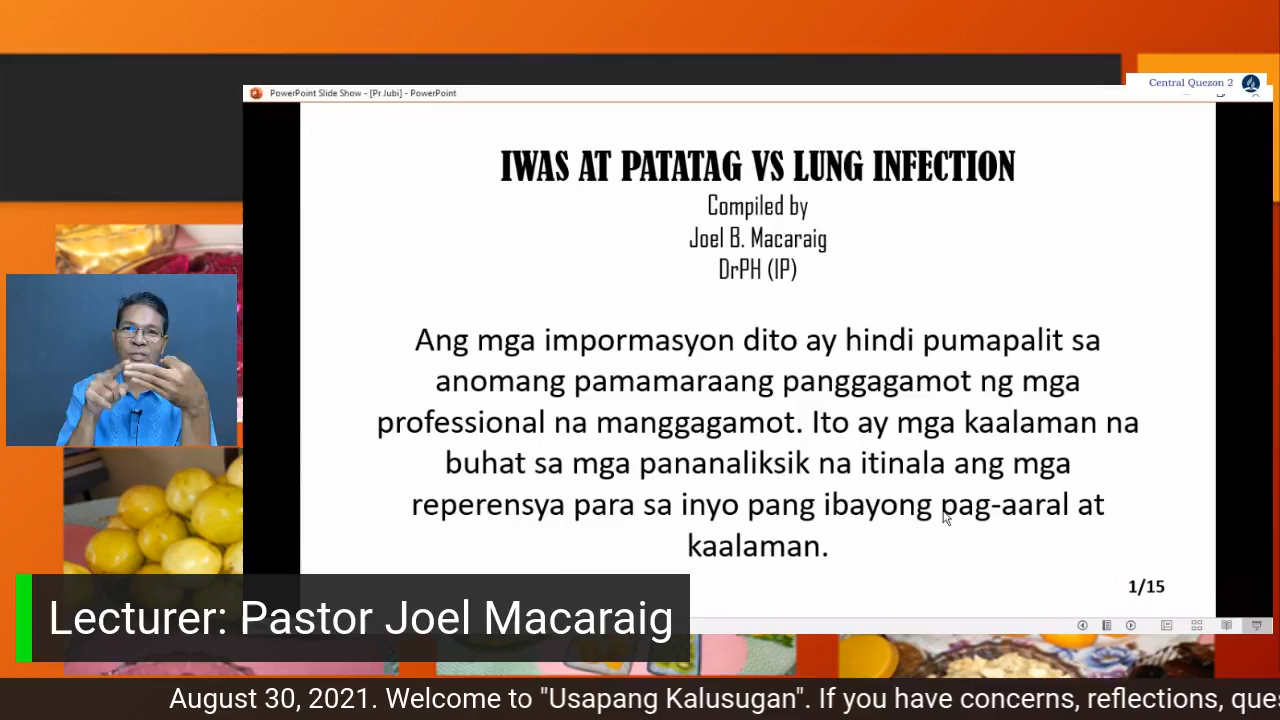 Central Quezon 2
PowerPoint Slide Show - [Pr Jubi] - PowerPoint
IWAS AT PATATAG VS LUNG INFECTION
Compiled by
Joel B. Macaraig
DrPH (IP)
Ang mga impormasyon dito ay hindi pumapalit sa
anomang pamamaraang panggagamot ng mga
professional na manggagamot. Ito ay mga kaalaman na
buhat sa mga pananaliksik na itinala ang mga
reperensya para sa inyo pang ibayong pag-aaral at
kaalaman.
1/15
Lecturer: Pastor Joel Macaraig
August 30, 2021. Welcome to "Usapang Kalusugan". If you have concerns, reflections, ques